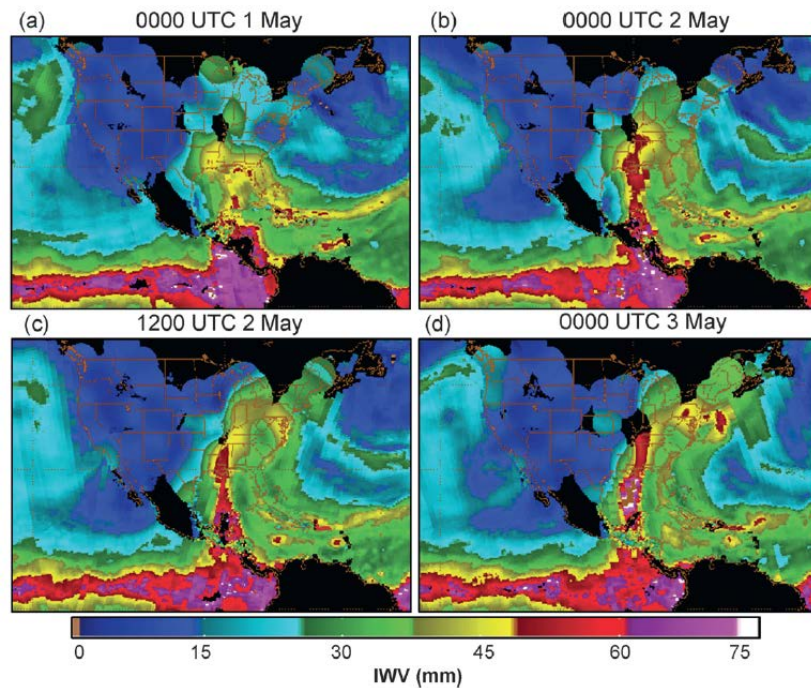 (a) 0000 UTC 1 May
(b) 0000 UTC 2 May
(c) 1200 UTC 2 May
(d) 0000 UTC 3 May
0 15 30 45 60 75
IWV (mm)